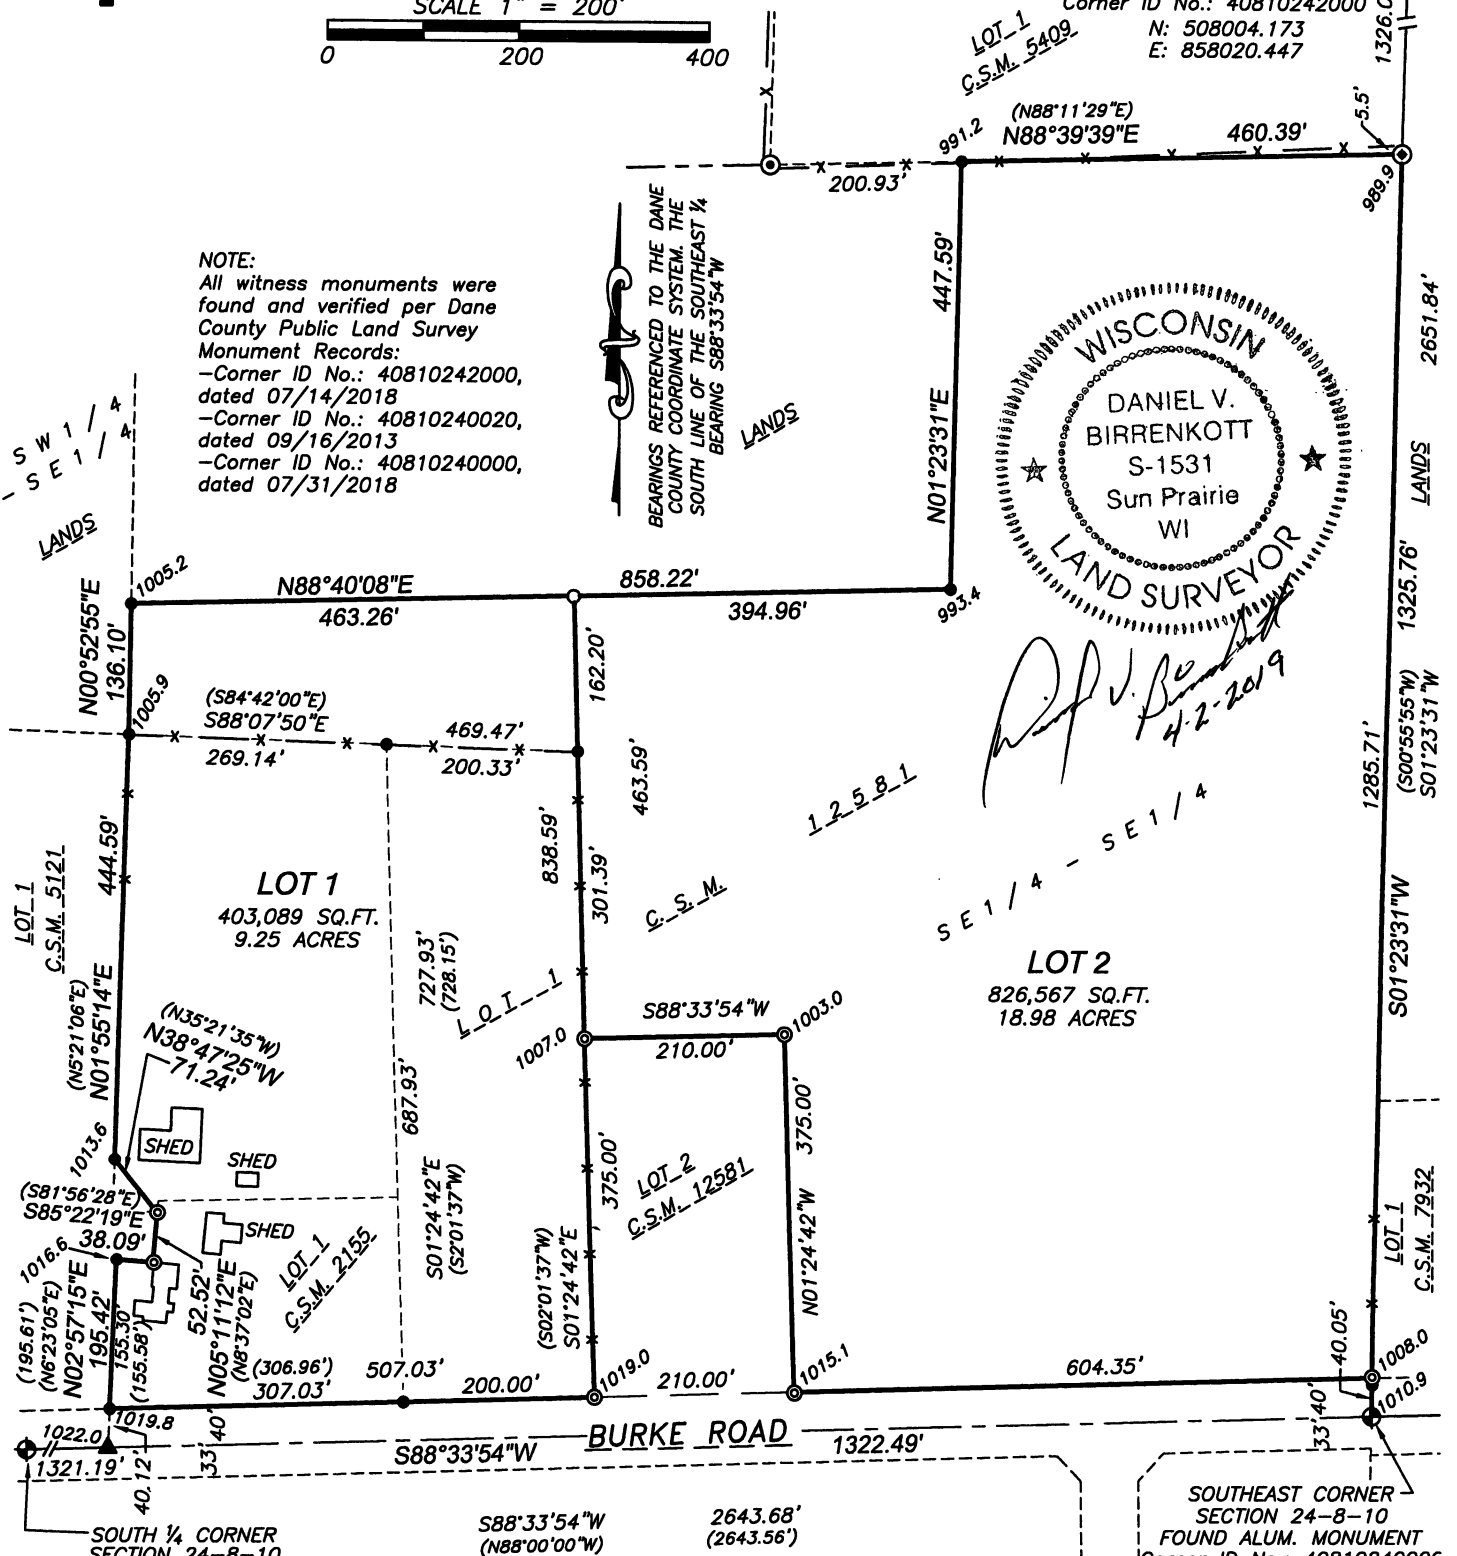 SCALE 1" = 200'
0 200 400
LOT 1
C.S.M. 5409
Corner ID No.: 40810242000
N: 508004.173
E: 858020.447
1326.0
5.5'
(N88°11'29"E)
N88°39'39"E 460.39'
991.2
989.9
200.93'
NOTE:
All witness monuments were
found and verified per Dane
County Public Land Survey
Monument Records:
-Corner ID No.: 40810242000,
dated 07/14/2018
-Corner ID No.: 40810240020,
dated 09/16/2013
-Corner ID No.: 40810240000,
dated 07/31/2018
BEARINGS REFERENCED TO THE DANE
COUNTY COORDINATE SYSTEM. THE
SOUTH LINE OF THE SOUTHEAST ¼
BEARING S88°33'54"W
LANDS
447.59'
N01°23'31"E
WISCONSIN
DANIEL V.
BIRRENKOTT
S-1531
Sun Prairie
WI
LAND SURVEYOR
4-2-2019
2651.84'
LANDS
1325.76'
(S00°55'55"W)
S01°23'31"W
1285.71'
S01°23'31"W
SW1/4
- SE1/4
LANDS
1005.2
N88°40'08"E
858.22'
463.26'
394.96'
993.4
N00°52'55"E
136.10'
1005.9
(S84°42'00"E)
S88°07'50"E
469.47'
269.14'
200.33'
162.20'
463.59'
838.59'
301.39'
12581
C.S.M.
LOT 1
SE1/4 - SE1/4
444.59'
LOT 1
C.S.M. 5121
LOT 1
403,089 SQ.FT.
9.25 ACRES
LOT 2
826,567 SQ.FT.
18.98 ACRES
727.93'
(728.15')
N01°55'14"E
(N5°21'06"E)
(N35°21'35"W)
N38°47'25"W
71.24'
S88°33'54"W
210.00'
1007.0
1003.0
687.93'
375.00'
375.00'
1013.6
SHED
SHED
SHED
(S81°56'28"E)
S85°22'19"E
38.09'
1016.6
LOT 2
C.S.M. 12581
S01°24'42"E
(S2°01'37"W)
(S02°01'37"W)
S01°24'42"E
N01°24'42"W
LOT 1
C.S.M. 7932
LOT 1
C.S.M. 2155
(195.61')
(N6°23'05"E)
N02°57'15"E
195.42'
155.30'
(155.58')
52.52'
N05°11'12"E
(N8°37'02"E)
(306.96')
307.03'
507.03'
200.00'
1019.0
210.00'
1015.1
604.35'
40.05'
1008.0
1010.9
33' 40'
1019.8
1022.0
1321.19'
40.12'
33' 40'
BURKE ROAD
S88°33'54"W
1322.49'
S88°33'54"W 2643.68'
(N88°00'00"W) (2643.56')
SOUTH ¼ CORNER
SECTION 24-8-10
SOUTHEAST CORNER
SECTION 24-8-10
FOUND ALUM. MONUMENT